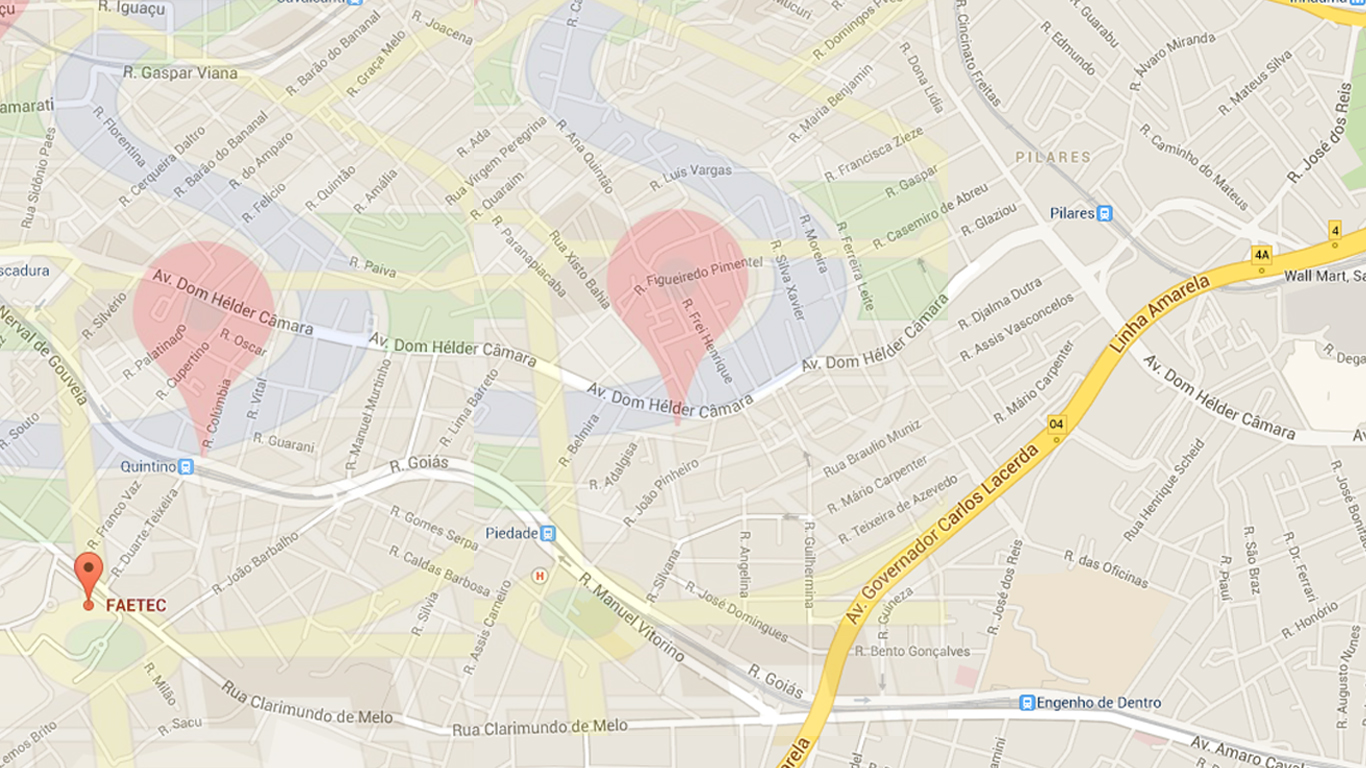 R. Iguaçu
R. Joacena
R. Mucuri
R. Domingos
R. Guarabu
R. Edmundo
R. Álvaro Miranda
R. Cincinato Freitas
R. Dona Lídia
R. Barão do Bananal
R. Graça Melo
R. Gaspar Viana
R. Mateus Silva
R. José dos Reis
amarati
R. Florentina
R. Cerqueira Daltro
R. Barão do Bananal
R. do Amparo
R. Ada
Rua Virgem Peregrina
R. Ana Quintão
R. Maria Benjamin
R. Francisca Zieze
PILARES
R. Caminho do Mateus
Rua Sidônio Paes
R. Felício
R. Quintão
R. Amália
R. Quaraim
R. Luís Vargas
R. Gaspar
R. Casemiro de Abreu
R. Glaziou
Pilares
4
R. Paranapiacaba
Rua Xisto Bahia
R. Moreira
R. Ferreira Leite
R. Silva Xavier
4A
scadura
R. Paiva
R. Figueiredo Pimentel
Wall Mart, Sa
Av. Dom Hélder Câmara
R. Silvério
R. Frei Henrique
R. Djalma Dutra
Linha Amarela
Nerval de Gouveia
R. Palatinado
R. Oscar
R. Cupertino
Av. Dom Hélder Câmara
Av. Dom Hélder Câmara
R. Assis Vasconcelos
R. Dega
R. Colúmbia
R. Vital
R. Manuel Murtinho
R. Lima Barreto
Av. Dom Hélder Câmara
R. Mário Carpenter
Av. Dom Hélder Câmara
R. Souto
R. Guarani
R. Belmira
Rua Braulio Muniz
04
Quintino
R. Goiás
R. Adalgisa
R. João Pinheiro
R. Mário Carpenter
R. Teixeira de Azevedo
Av. Governador Carlos Lacerda
Rua Henrique Scheid
R. José Bonifác
R. Franco Vaz
R. Duarte Teixeira
R. João Barbalho
R. Gomes Serpa
Piedade
R. Caldas Barbosa
H
R. Silvana
R. Angelina
R. Guilhermina
R. José dos Reis
R. das Oficinas
R. Piauí
R. São Braz
R. Dr. Ferrari
FAETEC
R. Sílvia
R. Assis Carneiro
R. Manuel Vitorino
R. José Domingues
R. Guineza
R. Honório
R. Bento Gonçalves
R. Milão
R. Goiás
R. Augusto Nunes
Rua Clarimundo de Melo
R. Sacu
Rua Clarimundo de Melo
Engenho de Dentro
Lemos Brito
arela
amini
Av. Amaro Caval